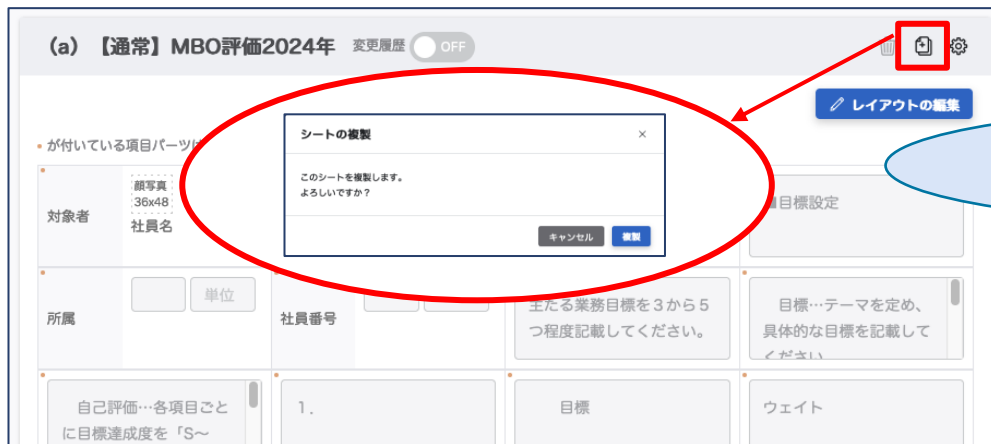 (a) 【通常】MBO評価2024年 変更履歴 OFF
レイアウトの編集
が付いている項目パーツは
シートの複製 ×
このシートを複製します。
よろしいですか？
キャンセル 複製
対象者
顔写真
36x48
社員名
■目標設定
所属
単位
社員番号
主たる業務目標を３から５
つ程度記載してください。
目標…テーマを定め、
具体的な目標を記載して
ください
自己評価…各項目ごと
に目標達成度を「S〜
1.
目標
ウェイト